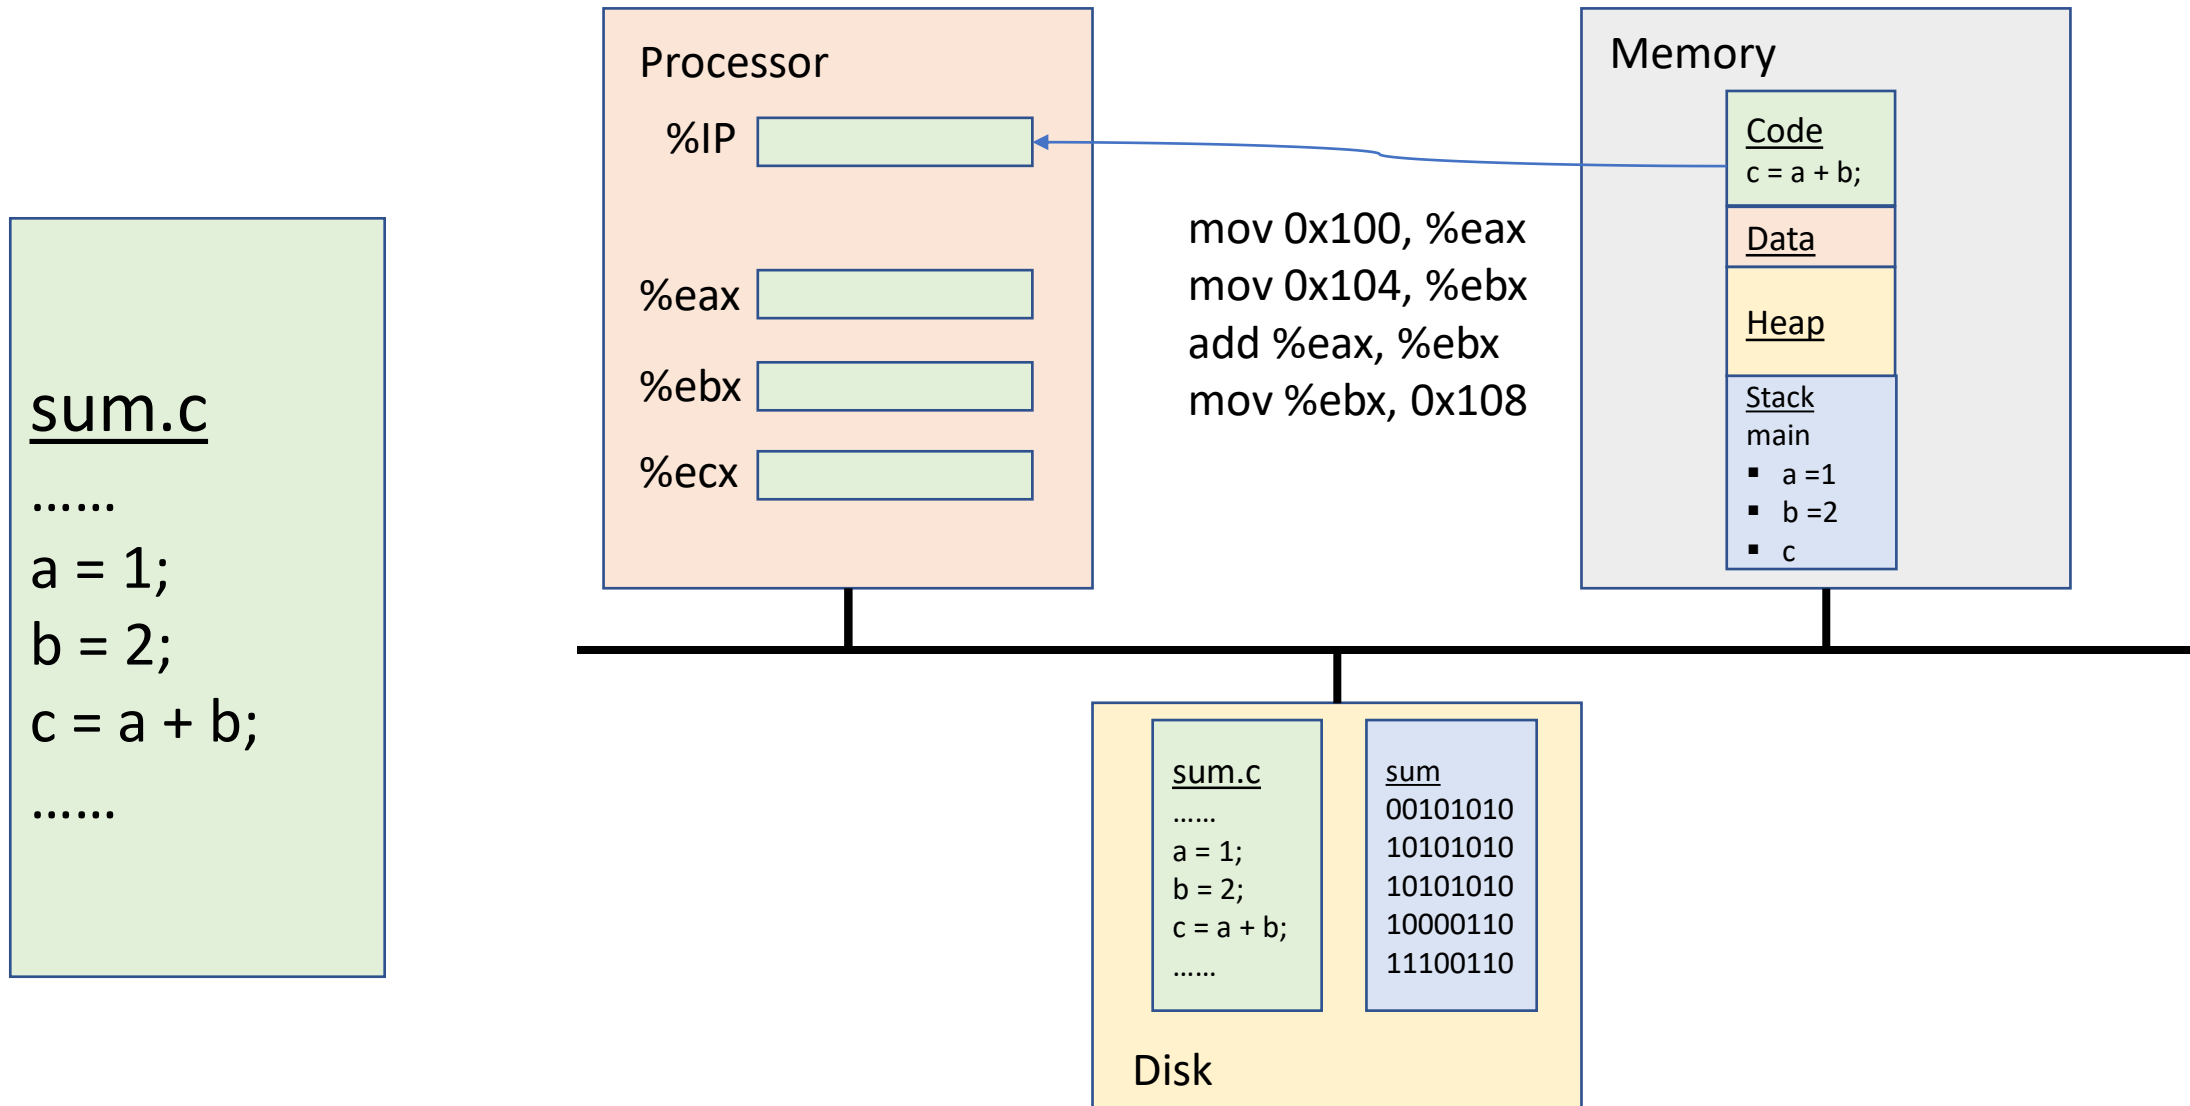 sum.c
……
a = 1;
b = 2;
c = a + b;
……
Processor
%IP
%eax
%ebx
%ecx
mov 0x100, %eax
mov 0x104, %ebx
add %eax, %ebx
mov %ebx, 0x108
Memory
Code
c = a + b;
Data
Heap
Stack
main
▪ a =1
▪ b =2
▪ c
sum.c
……
a = 1;
b = 2;
c = a + b;
……
sum
00101010
10101010
10101010
10000110
11100110
Disk